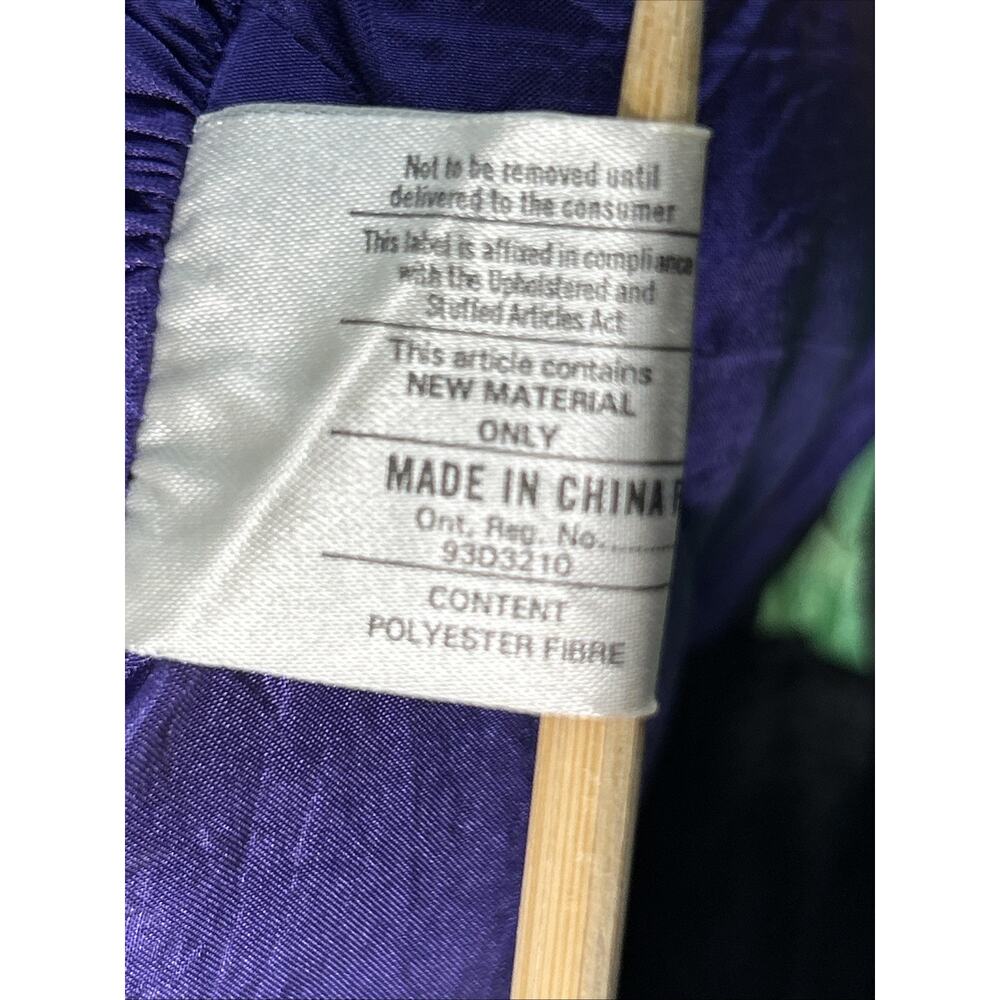 Not to be removed until
delivered to the consumer
This label is affixed in compliance
with the Upholstered and
Stuffed Articles Act
This article contains
NEW MATERIAL
ONLY
MADE IN CHINA
Ont. Reg. No...........
93D3210
CONTENT
POLYESTER FIBRE